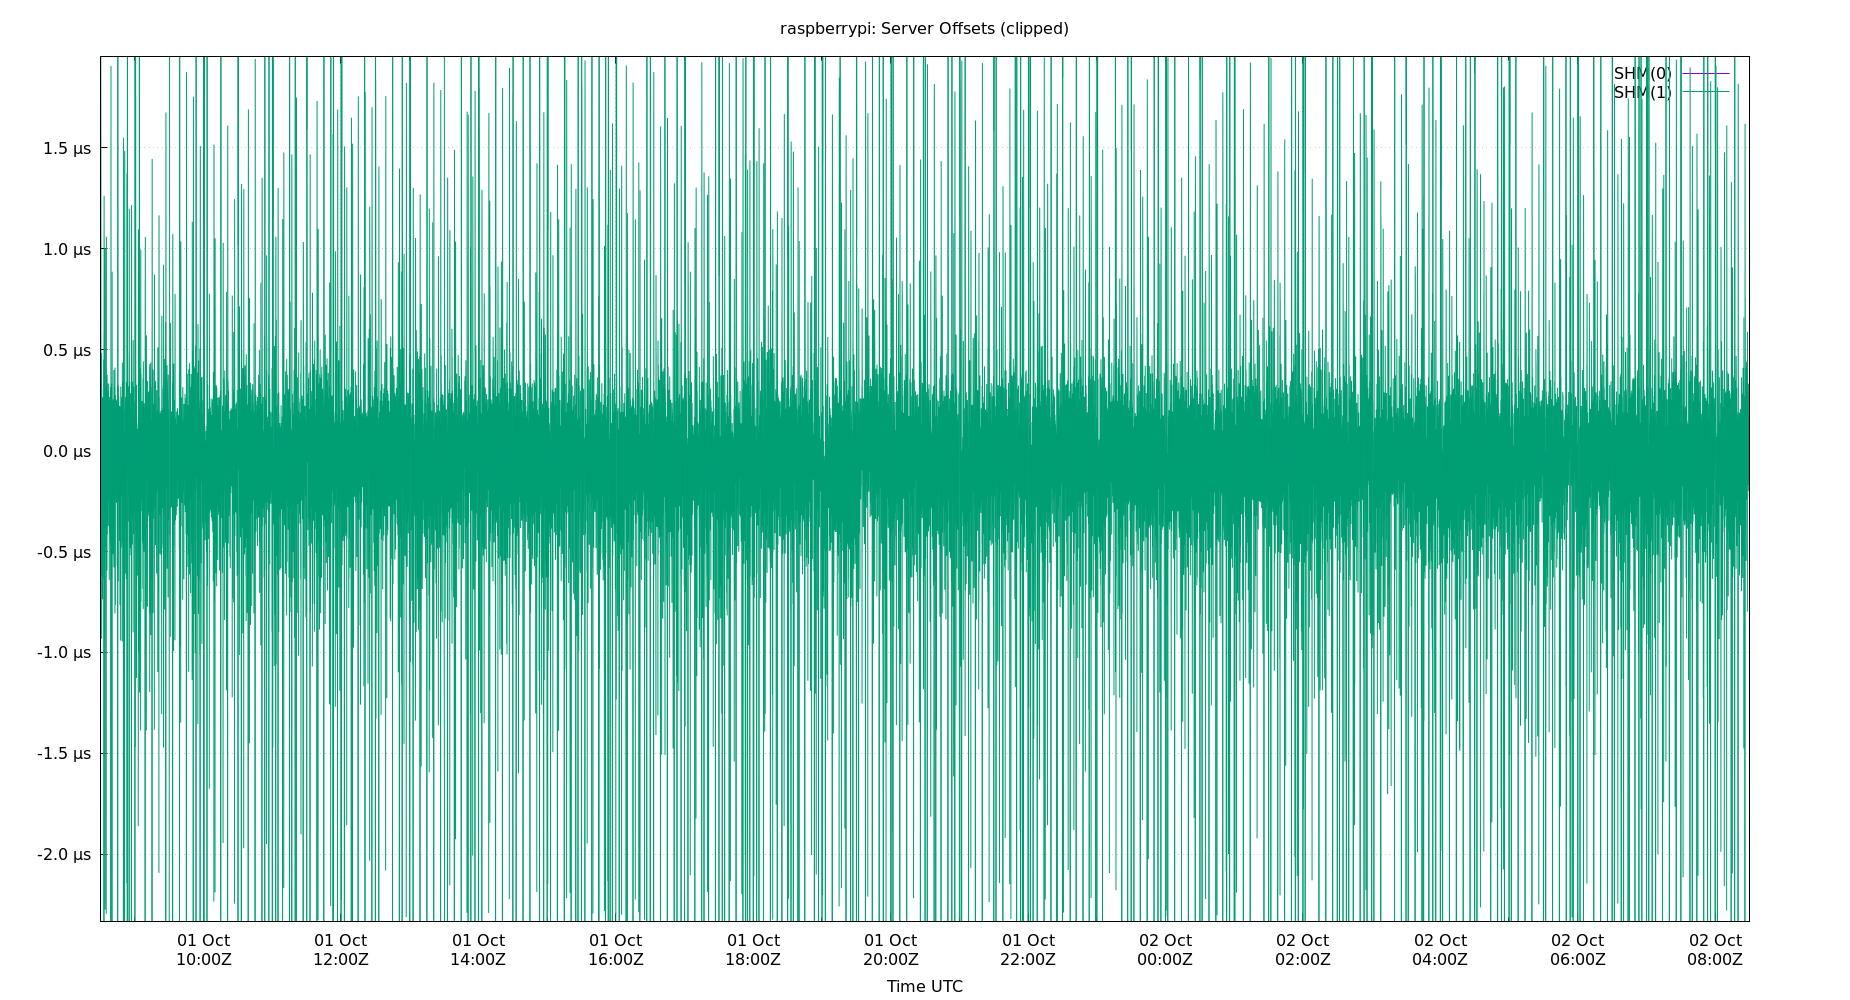 raspberrypi: Server Offsets (clipped)
SHM(0)
SHM(1)
1.5 µs
1.0 µs
0.5 µs
0.0 µs
-0.5 µs
-1.0 µs
-1.5 µs
-2.0 µs
01 Oct 01 Oct 01 Oct 01 Oct 01 Oct 01 Oct 01 Oct 02 Oct 02 Oct 02 Oct 02 Oct 02 Oct
10:00Z 12:00Z 14:00Z 16:00Z 18:00Z 20:00Z 22:00Z 00:00Z 02:00Z 04:00Z 06:00Z 08:00Z
Time UTC